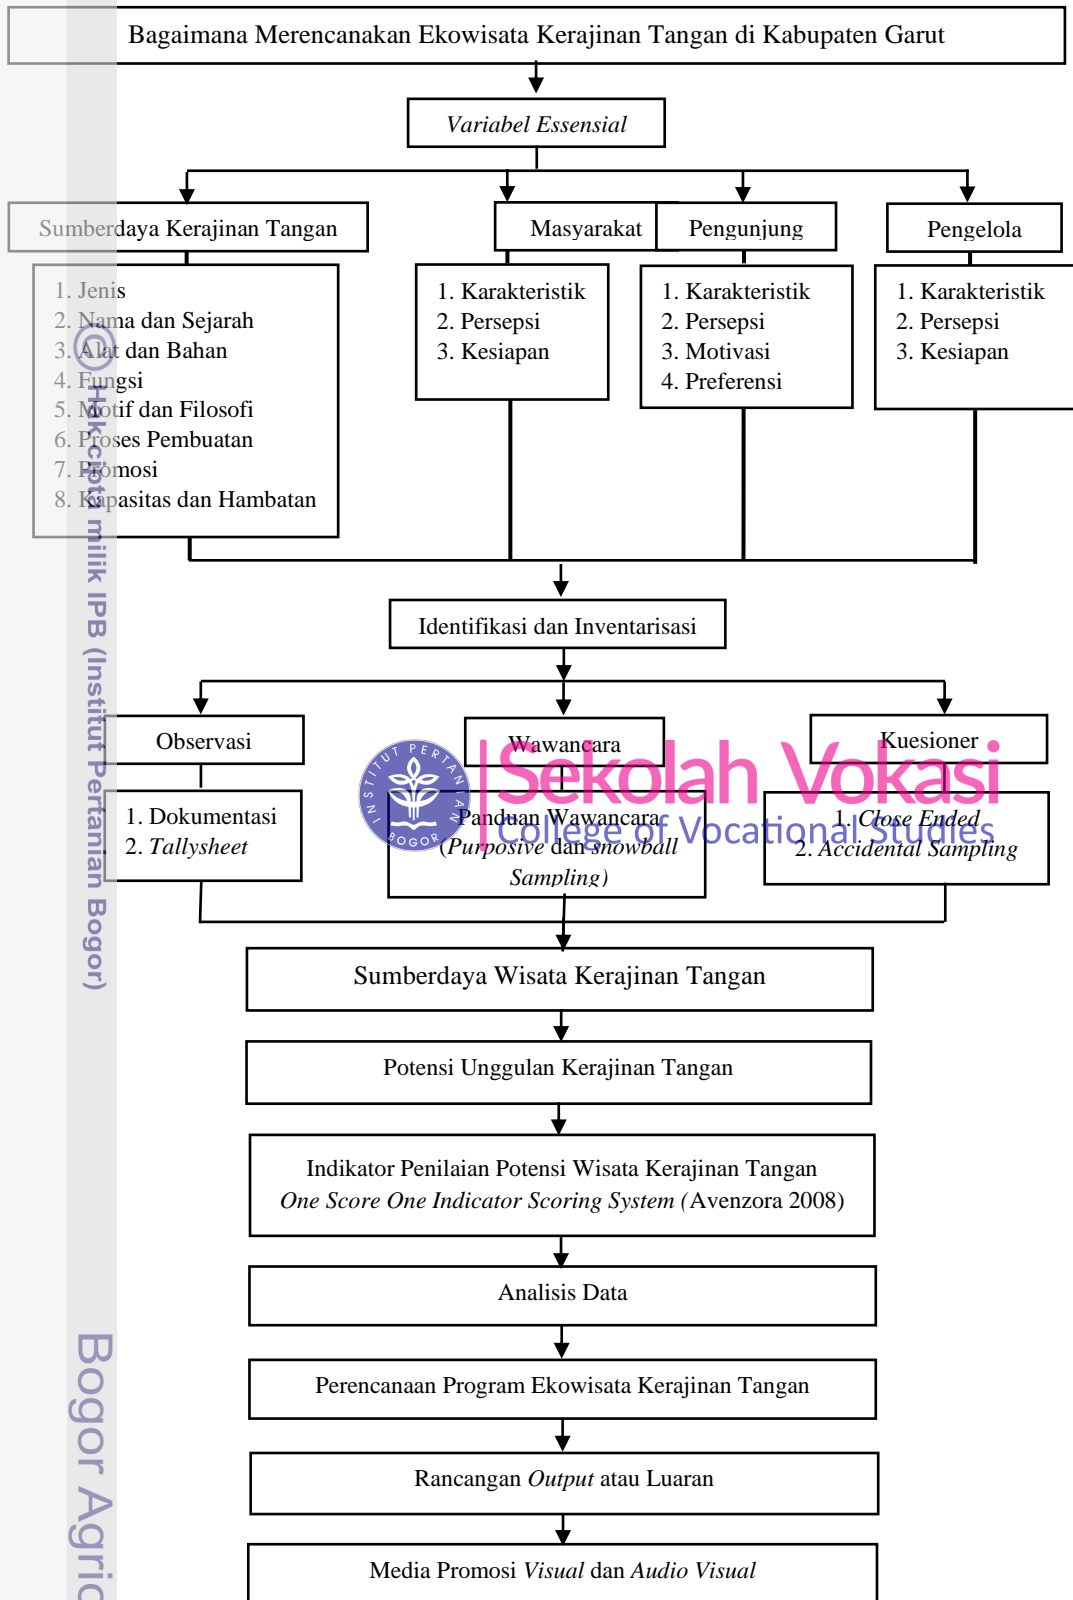 Bagaimana Merencanakan Ekowisata Kerajinan Tangan di Kabupaten Garut
Variabel Essensial
Sumberdaya Kerajinan Tangan
Masyarakat
Pengunjung
Pengelola
1. Jenis
2. Nama dan Sejarah
3. Alat dan Bahan
4. Fungsi
5. Motif dan Filosofi
6. Proses Pembuatan
7. Promosi
8. Kapasitas dan Hambatan
1. Karakteristik
2. Persepsi
3. Kesiapan
1. Karakteristik
2. Persepsi
3. Motivasi
4. Preferensi
1. Karakteristik
2. Persepsi
3. Kesiapan
Identifikasi dan Inventarisasi
Observasi
Wawancara
Kuesioner
1. Dokumentasi
2. Tallysheet
Panduan Wawancara
(Purposive dan snowball
Sampling)
1. Close Ended
2. Accidental Sampling
Sumberdaya Wisata Kerajinan Tangan
Potensi Unggulan Kerajinan Tangan
Indikator Penilaian Potensi Wisata Kerajinan Tangan
One Score One Indicator Scoring System (Avenzora 2008)
Analisis Data
Perencanaan Program Ekowisata Kerajinan Tangan
Rancangan Output atau Luaran
Media Promosi Visual dan Audio Visual
© Hak cipta milik IPB (Institut Pertanian Bogor)
Bogor Agric
INSTITUT PERTANIAN
BOGOR
Sekolah Vokasi
College of Vocational Studies